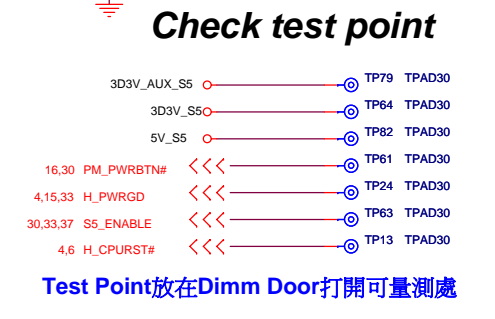 Check test point
3D3V_AUX_S5 TP79 TPAD30
3D3V_S5 TP64 TPAD30
5V_S5 TP82 TPAD30
16,30 PM_PWRBTN# TP61 TPAD30
4,15,33 H_PWRGD TP24 TPAD30
30,33,37 S5_ENABLE TP63 TPAD30
4,6 H_CPURST# TP13 TPAD30
Test Point放在Dimm Door打開可量測處